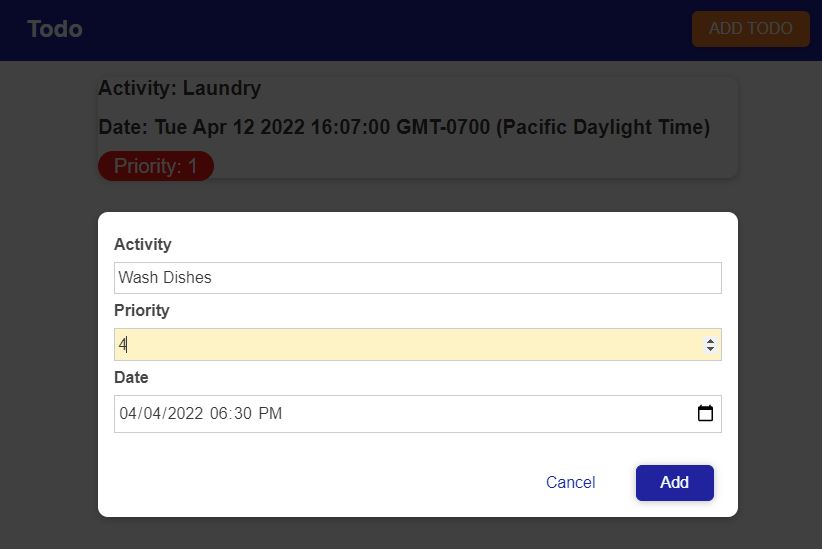 Todo
ADD TODO
Activity: Laundry
Date: Tue Apr 12 2022 16:07:00 GMT-0700 (Pacific Daylight Time)
Priority: 1
Activity
Wash Dishes
Priority
4
Date
04/04/2022 06:30 PM
Cancel
Add